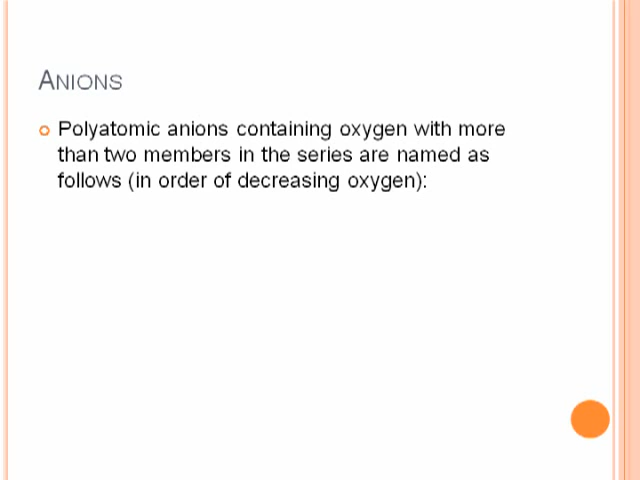 ANIONS
Polyatomic anions containing oxygen with more
than two members in the series are named as
follows (in order of decreasing oxygen):